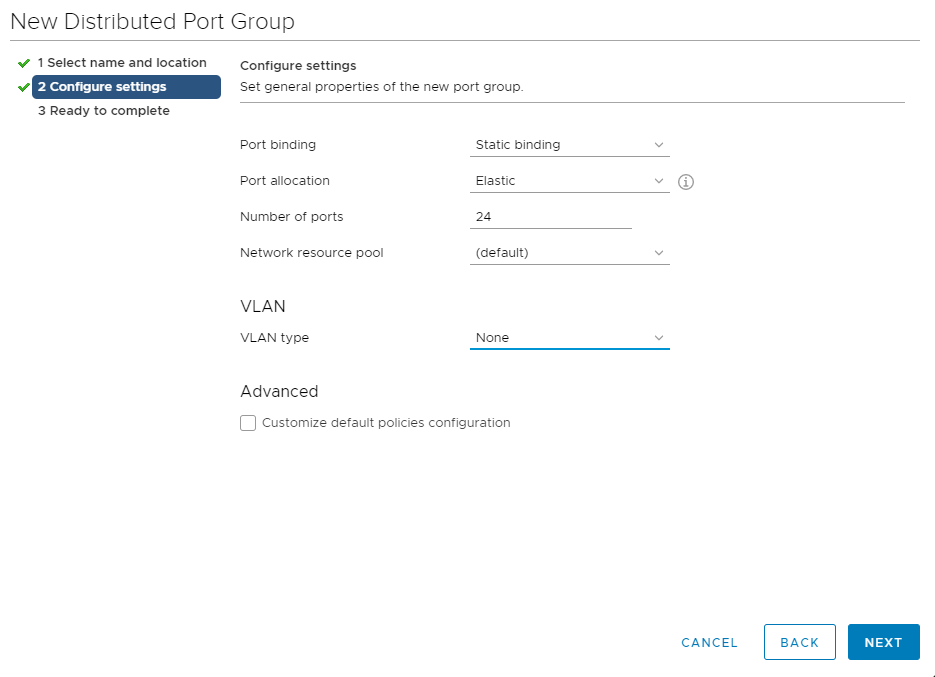 New Distributed Port Group
1 Select name and location
2 Configure settings
3 Ready to complete
Configure settings
Set general properties of the new port group.
Port binding Static binding
Port allocation Elastic
Number of ports 24
Network resource pool (default)
VLAN
VLAN type None
Advanced
Customize default policies configuration
CANCEL BACK NEXT